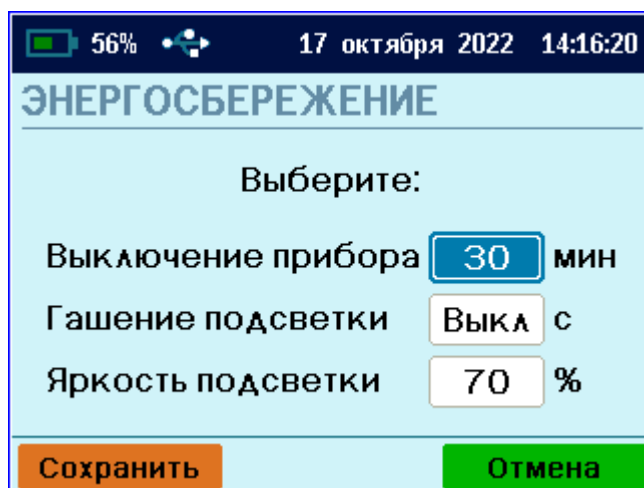 56% 17 октября 2022 14:16:20
ЭНЕРГОСБЕРЕЖЕНИЕ
Выберите:
Выключение прибора 30 мин
Гашение подсветки Выкл с
Яркость подсветки 70 %
Сохранить Отмена